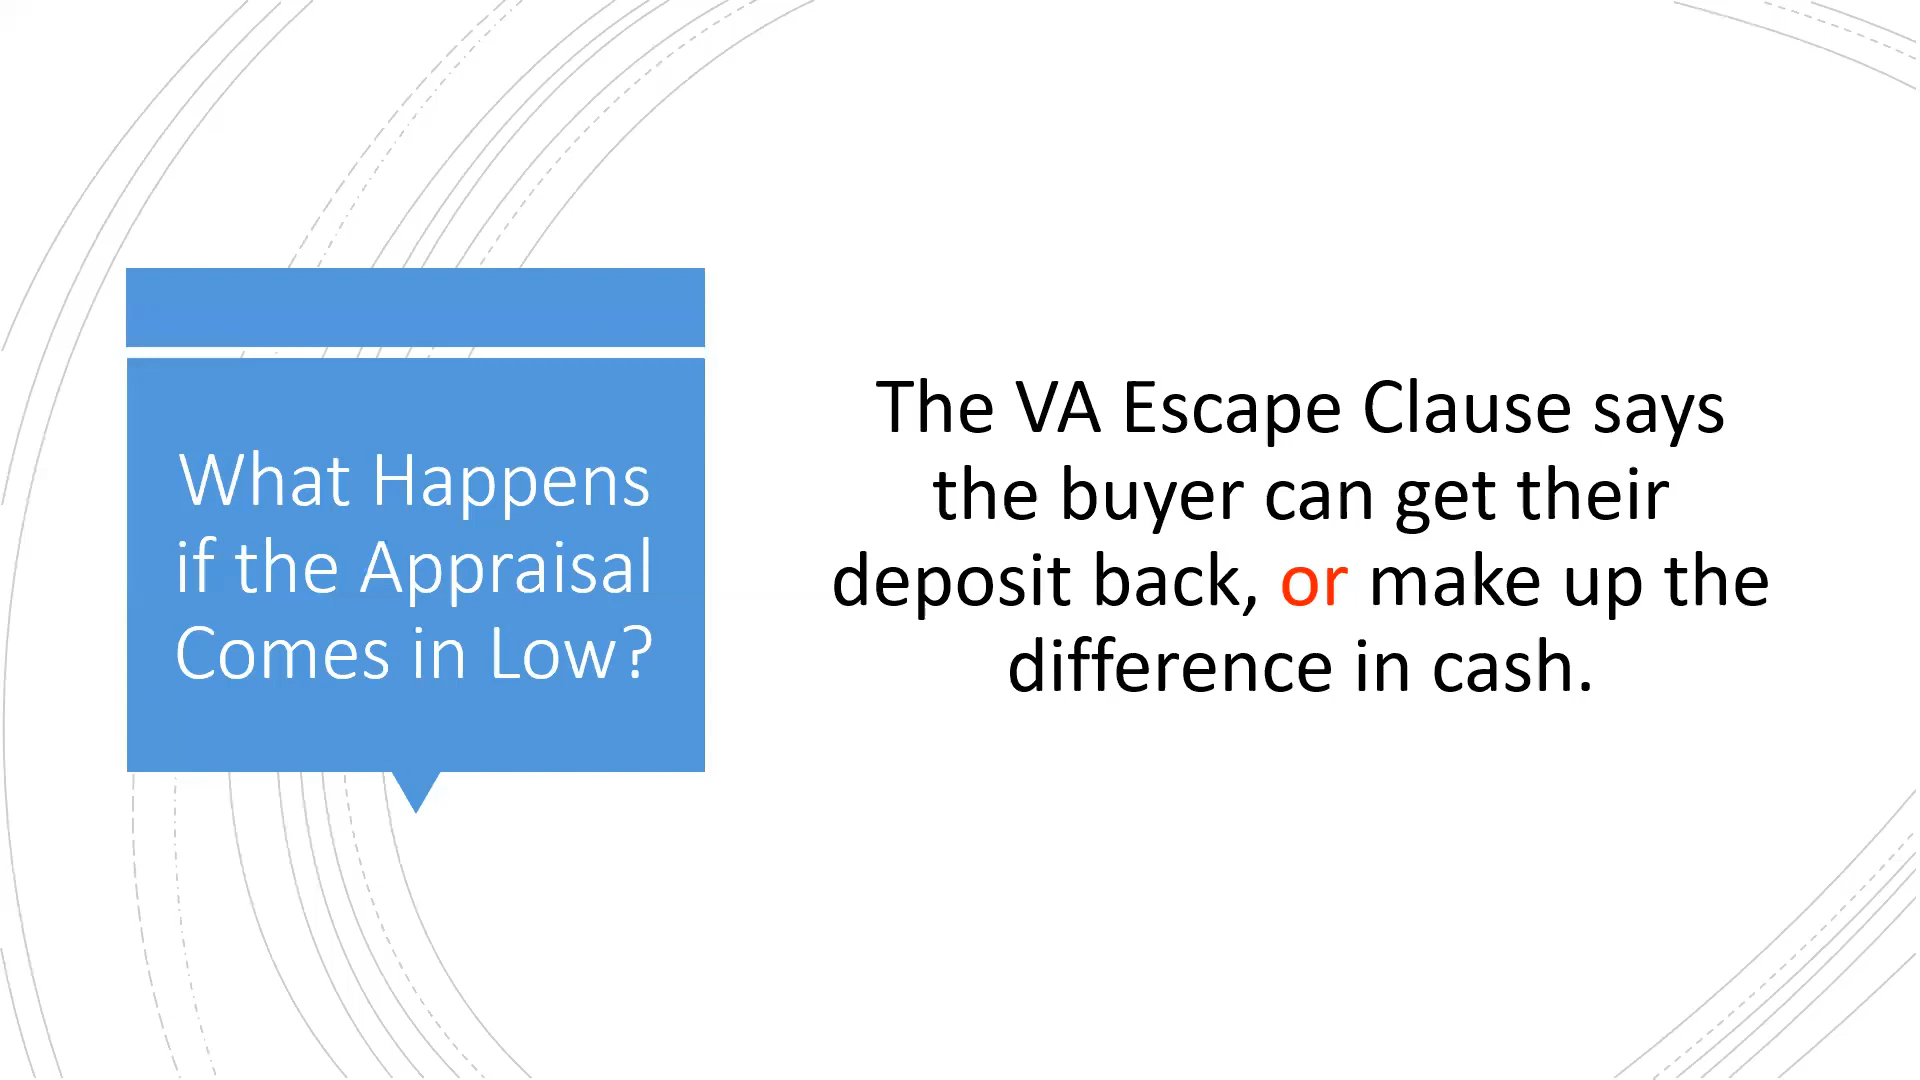 What Happens
if the Appraisal
Comes in Low?
The VA Escape Clause says
the buyer can get their
deposit back, or make up the
difference in cash.